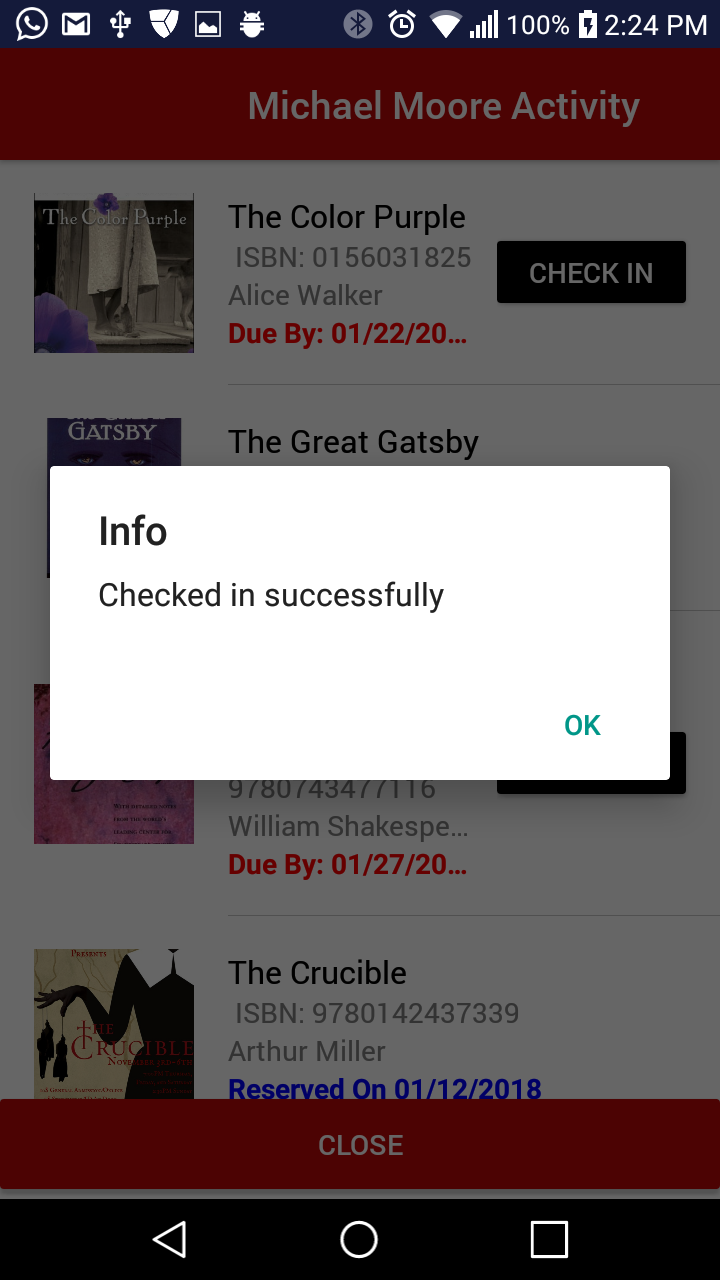 100% 2:24 PM
Michael Moore Activity
The Color Purple
The Color Purple
ISBN: 0156031825
Alice Walker
Due By: 01/22/20...
CHECK IN
GATSBY
The Great Gatsby
Info
Checked in successfully
OK
9780743477116
William Shakespe...
Due By: 01/27/20...
PRESENTS
THE
CRUCIBLE
The Crucible
ISBN: 9780142437339
Arthur Miller
Reserved On 01/12/2018
CLOSE